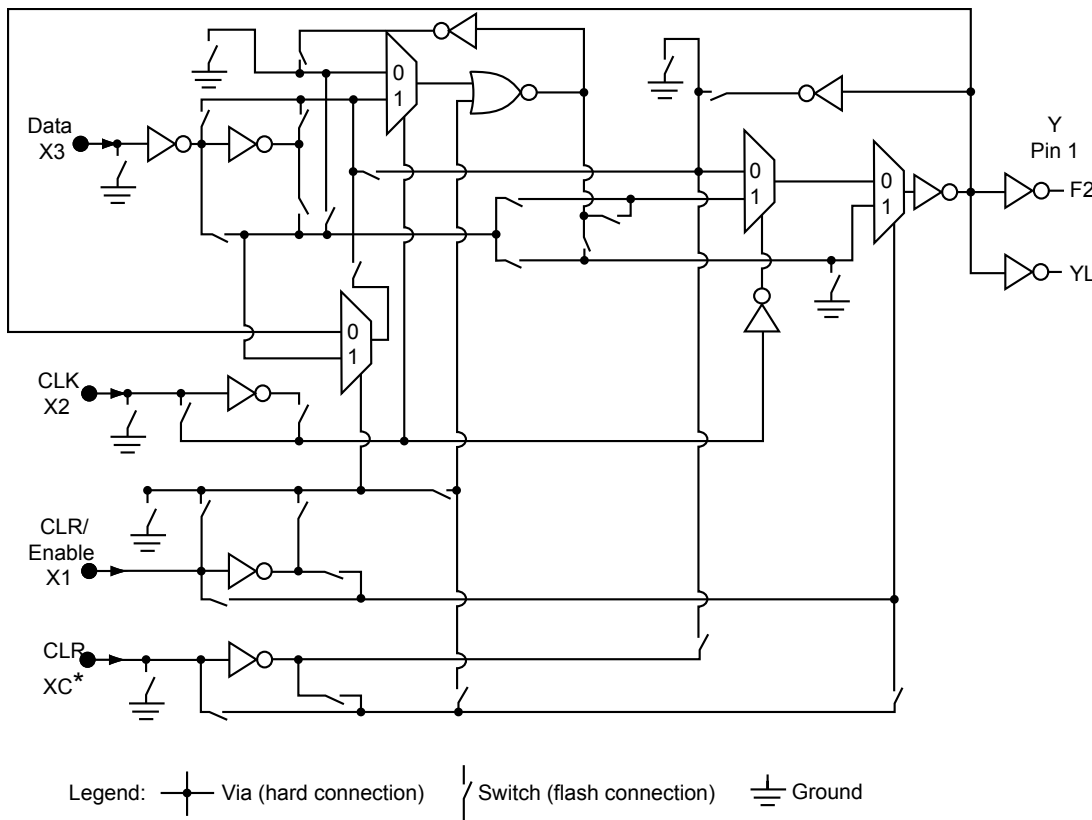 Data
X3
0
1
0
1
0
1
Y
Pin 1
F2
YL
0
1
CLK
X2
CLR/
Enable
X1
CLR
XC*
Legend: Via (hard connection) Switch (flash connection) Ground